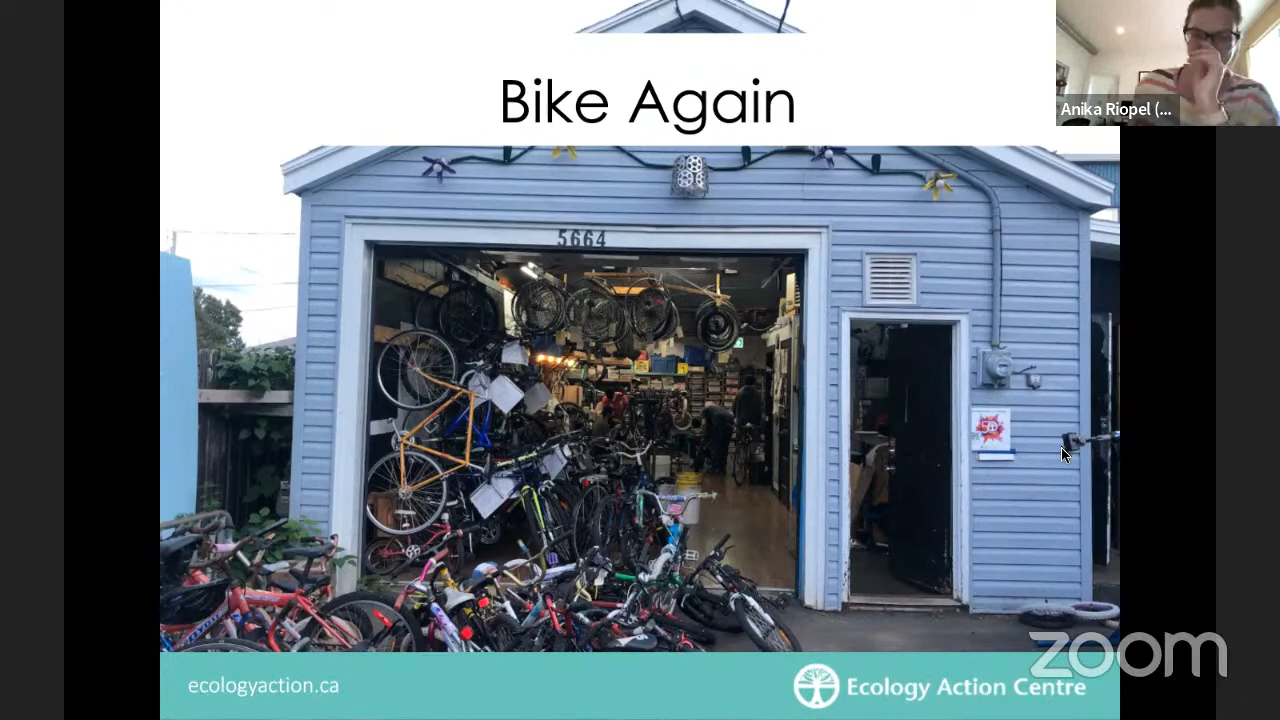 Bike Again
Anika Riopel (...
5664
ecologyaction.ca
Ecology Action Centre
zoom